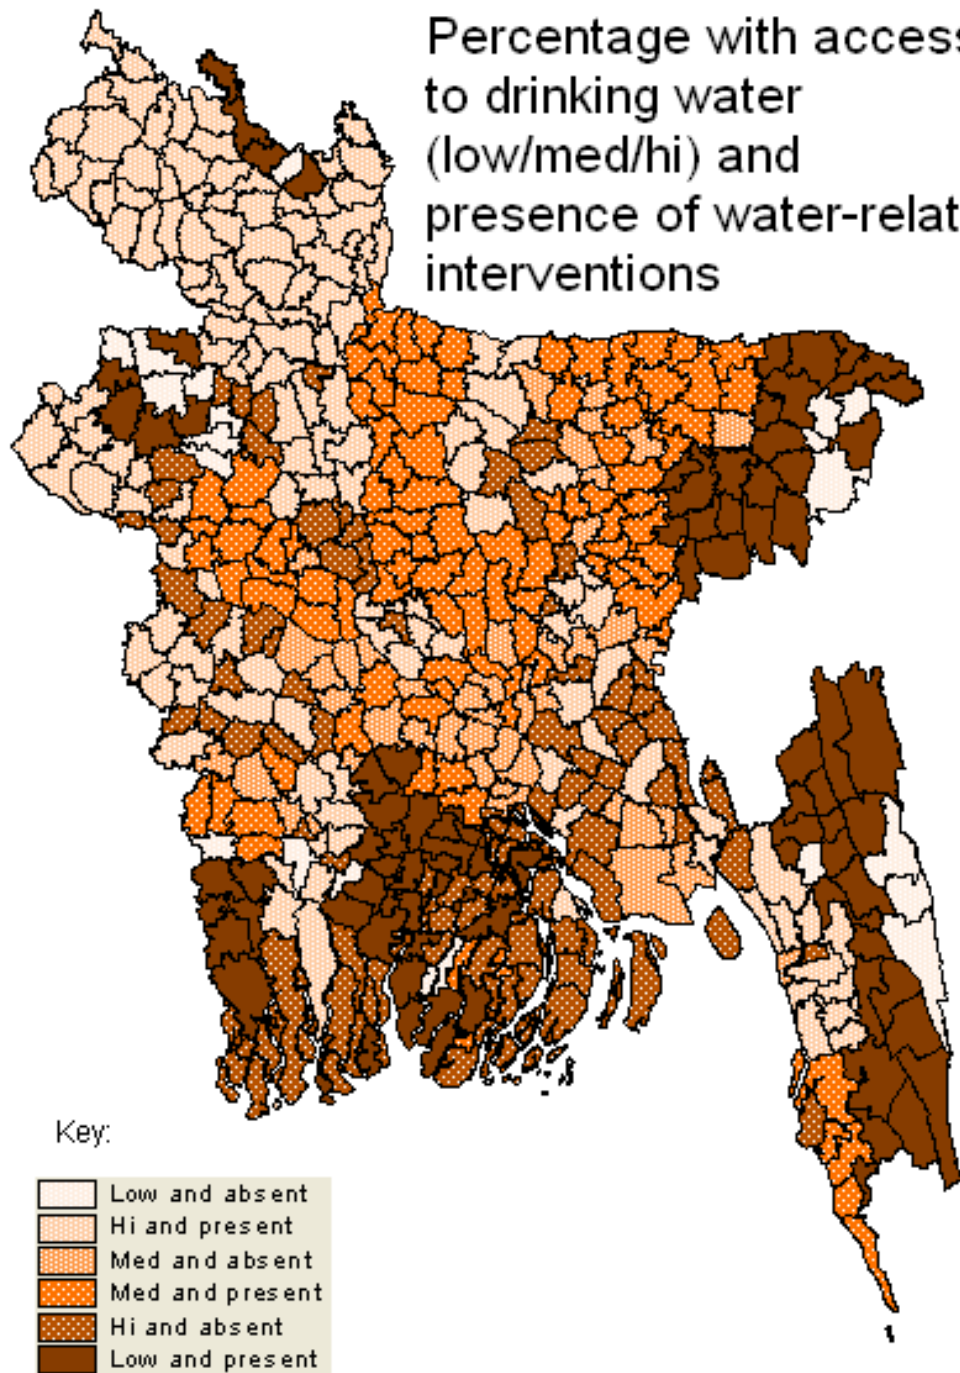 Percentage with access
to drinking water
(low/med/hi) and
presence of water-relat
interventions
Key:
Low and absent
Hi and present
Med and absent
Med and present
Hi and absent
Low and present